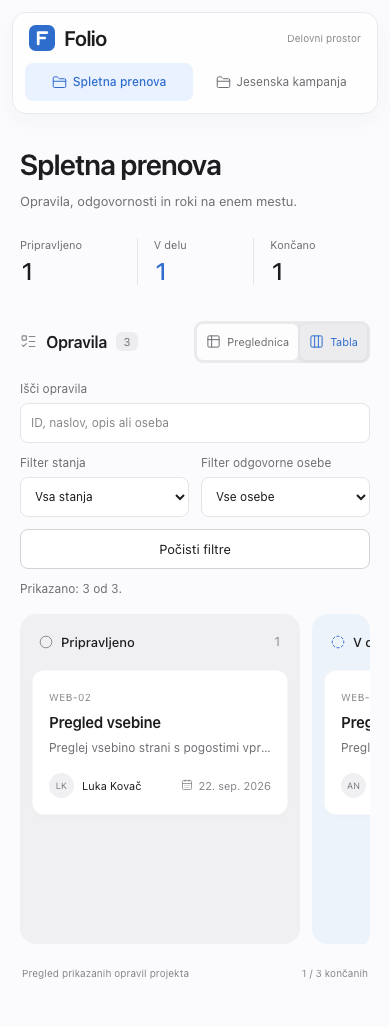 F Folio
Delovni prostor
Spletna prenova
Jesenska kampanja
Spletna prenova
Opravila, odgovornosti in roki na enem mestu.
Pripravljeno
V delu
Končano
1
1
1
Opravila 3
Preglednica
Tabla
Išči opravila
ID, naslov, opis ali oseba
Filter stanja
Filter odgovorne osebe
Vsa stanja
Vse osebe
Počisti filtre
Prikazano: 3 od 3.
Pripravljeno 1
V
WEB-02
Pregled vsebine
Preglej vsebino strani s pogostimi vpr...
LK Luka Kovač
22. sep. 2026
WEB-
Preg
Pregl
AN
Pregled prikazanih opravil projekta
1 / 3 končanih